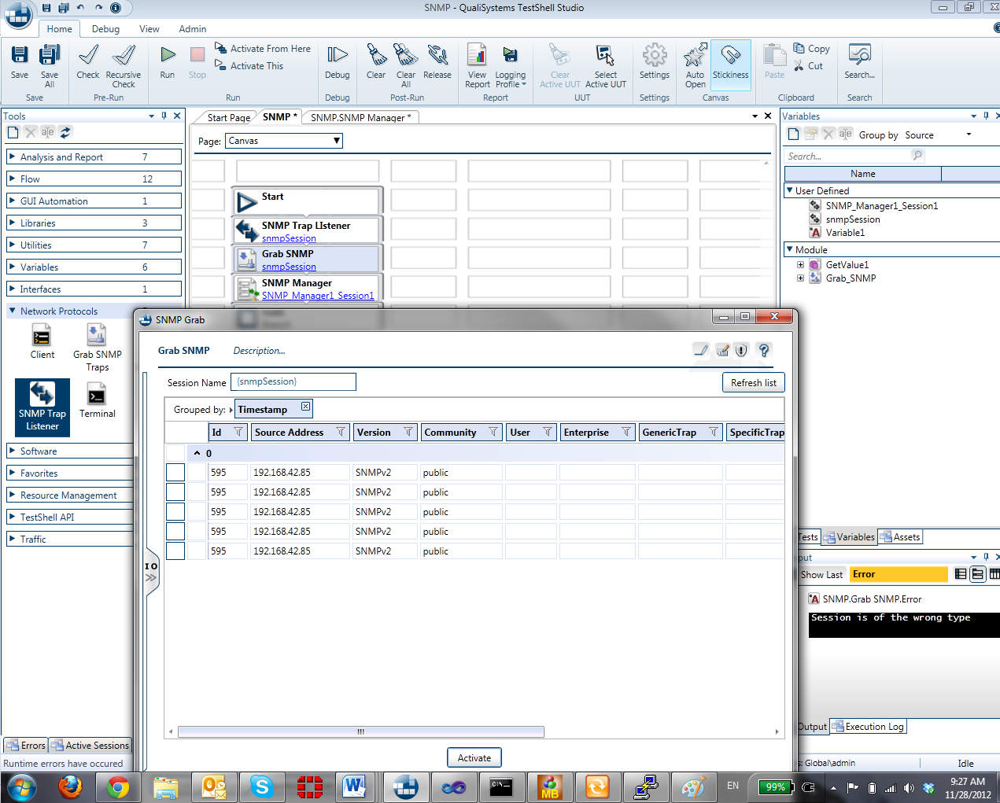 SNMP - QualiSystems TestShell Studio
Home Debug View Admin
Save
Save All
Check
Recursive Check
Run
Stop
Activate From Here
Activate This
Debug
Clear
Clear All
Release
View Report
Logging Profile
Clear Active UUT
Select Active UUT
Settings
Auto Open
Stickiness
Paste
Copy
Cut
Search...
Save Pre-Run Run Debug Post-Run Report UUT Settings Canvas Clipboard Search
Tools
Analysis and Report 7
Flow 12
GUI Automation 1
Libraries 3
Utilities 7
Variables 6
Interfaces 1
Network Protocols
Client
Grab SNMP Traps
SNMP Trap Listener
Terminal
Software
Favorites
Resource Management
TestShell API
Traffic
Errors Active Sessions
Runtime errors have occured
Start Page SNMP * SNMP.SNMP Manager *
Page: Canvas
Start
SNMP Trap LIstener
snmpSession
Grab SNMP
snmpSession
SNMP Manager
SNMP_Manager1_Session1
Variables
Group by Source
Search...
Name
User Defined
SNMP_Manager1_Session1
snmpSession
Variable1
Module
GetValue1
Grab_SNMP
Tests Variables Assets
put
Show Last Error
SNMP.Grab SNMP.Error
Session is of the wrong type
Output Execution Log
s: Global\admin Idle
SNMP Grab
Grab SNMP Description...
Session Name {snmpSession} Refresh list
Grouped by: Timestamp
Id Source Address Version Community User Enterprise GenericTrap SpecificTrap
0
595 192.168.42.85 SNMPv2 public
595 192.168.42.85 SNMPv2 public
595 192.168.42.85 SNMPv2 public
595 192.168.42.85 SNMPv2 public
595 192.168.42.85 SNMPv2 public
I O
Activate
C:\
MB
EN
99%
9:27 AM
11/28/2012